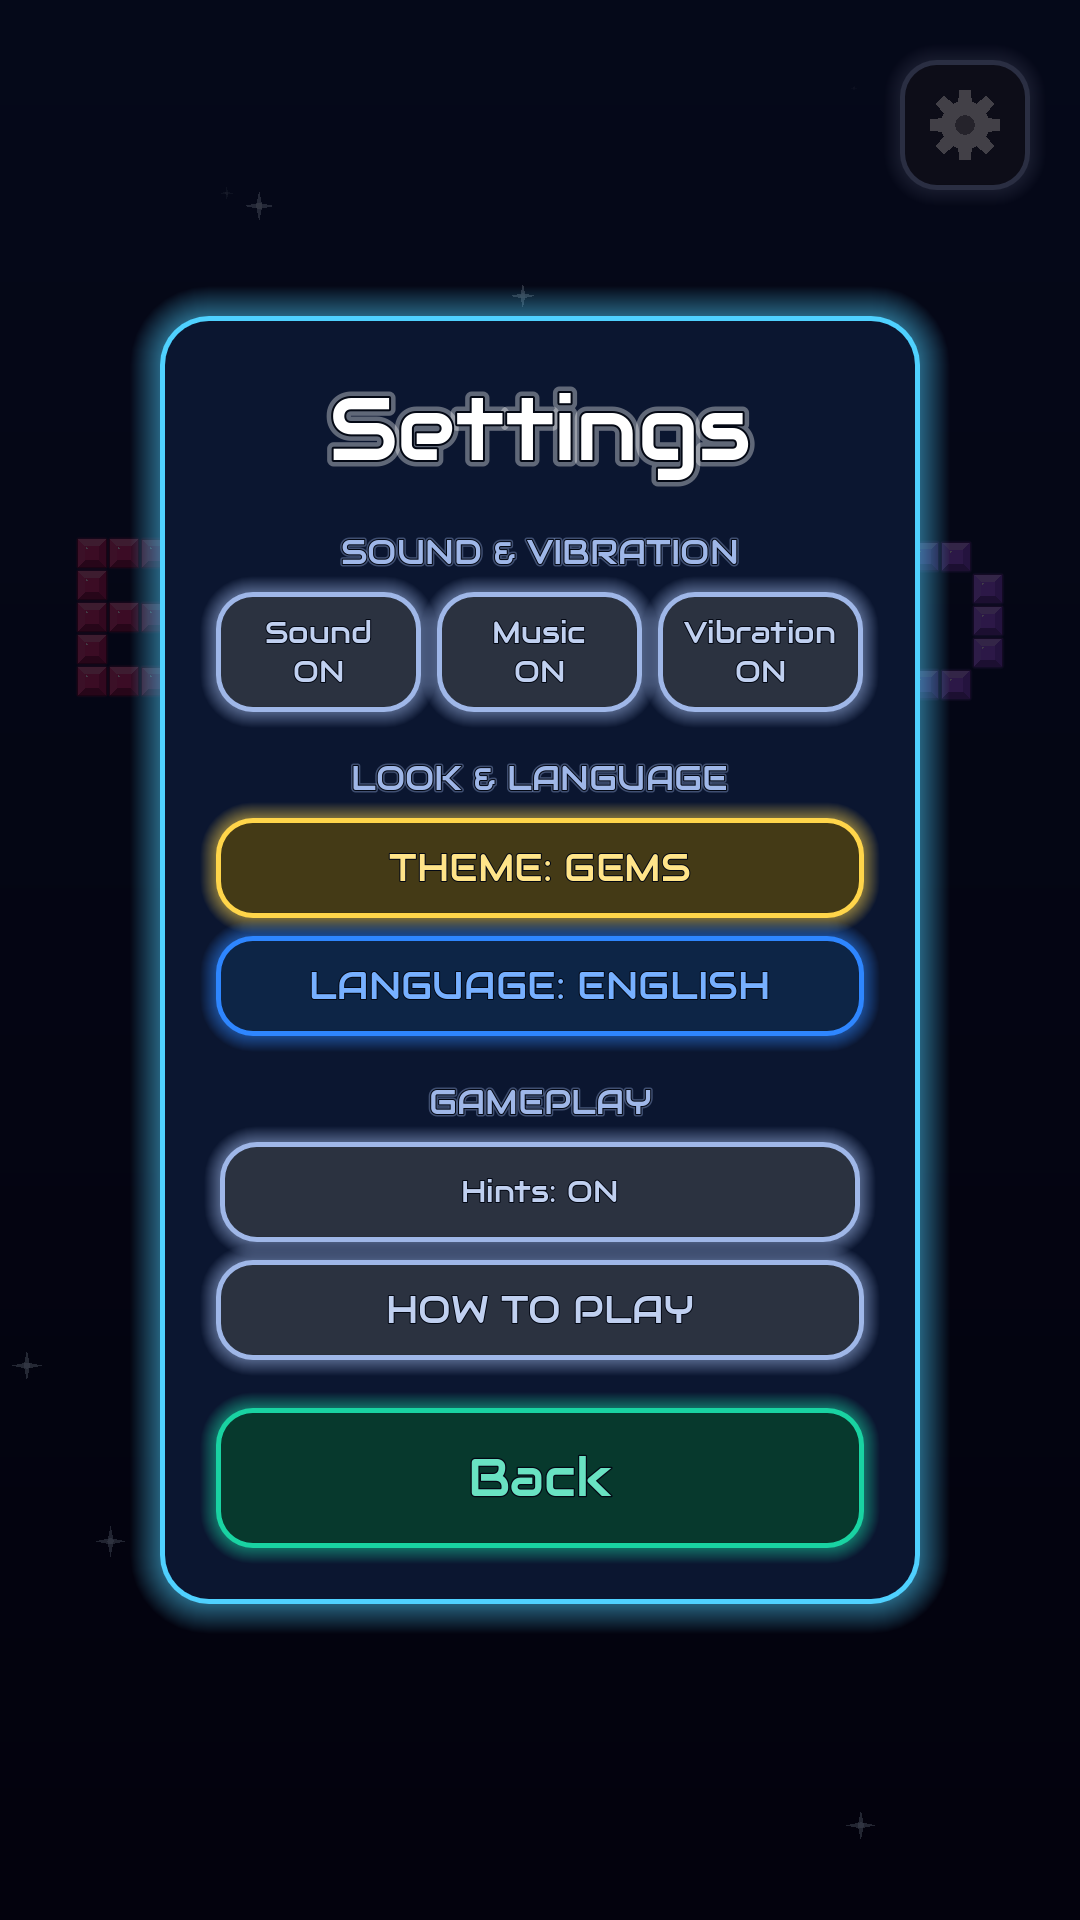 Settings
SOUND & VIBRATION
Sound
ON
Music
ON
Vibration
ON
LOOK & LANGUAGE
THEME: GEMS
LANGUAGE: ENGLISH
GAMEPLAY
Hints: ON
HOW TO PLAY
Back